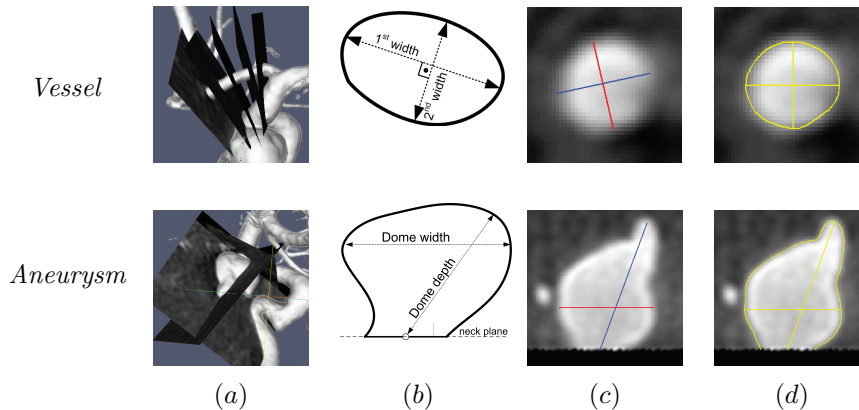 Vessel
1st width
2nd width
Aneurysm
Dome width
Dome depth
neck plane
(a) (b) (c) (d)